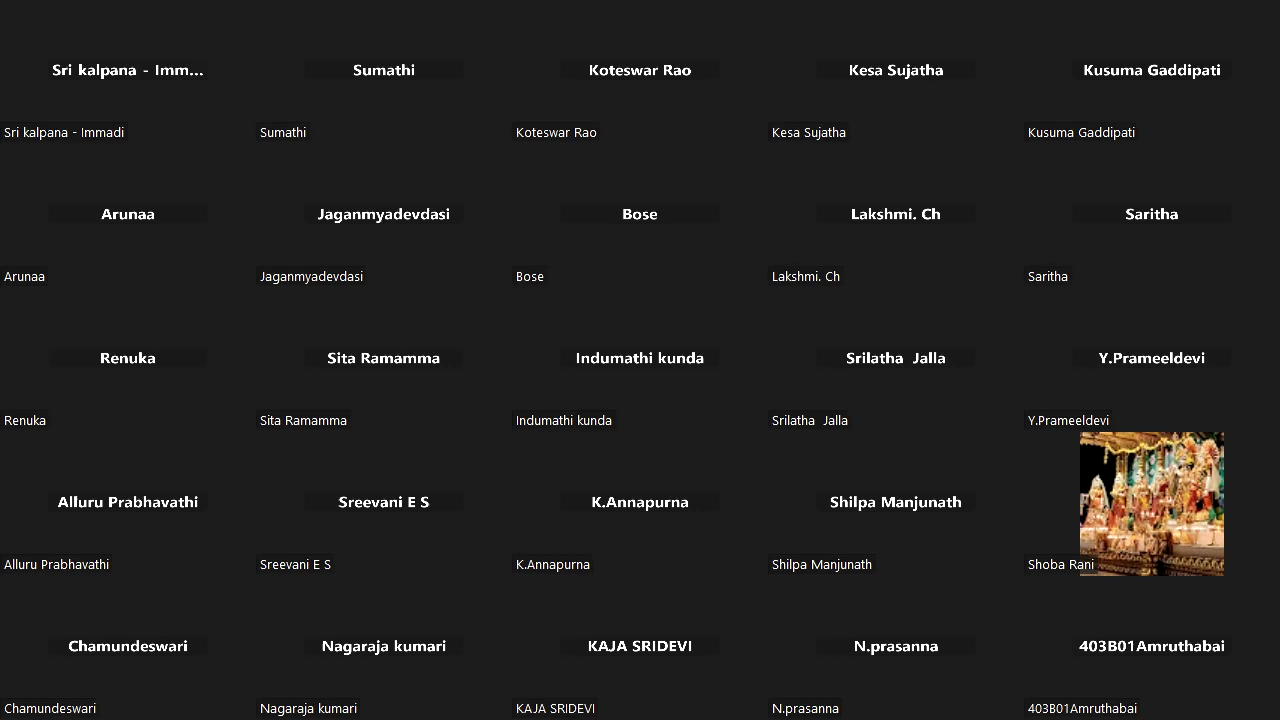 Sri kalpana - Imm...
Sumathi
Koteswar Rao
Kesa Sujatha
Kusuma Gaddipati
Sri kalpana - Immadi
Sumathi
Koteswar Rao
Kesa Sujatha
Kusuma Gaddipati
Arunaa
Jaganmyadevdasi
Bose
Lakshmi. Ch
Saritha
Arunaa
Jaganmyadevdasi
Bose
Lakshmi. Ch
Saritha
Renuka
Sita Ramamma
Indumathi kunda
Srilatha  Jalla
Y.Prameeldevi
Renuka
Sita Ramamma
Indumathi kunda
Srilatha  Jalla
Y.Prameeldevi
Alluru Prabhavathi
Sreevani E S
K.Annapurna
Shilpa Manjunath
Alluru Prabhavathi
Sreevani E S
K.Annapurna
Shilpa Manjunath
Shoba Rani
Chamundeswari
Nagaraja kumari
KAJA SRIDEVI
N.prasanna
403B01Amruthabai
Chamundeswari
Nagaraja kumari
KAJA SRIDEVI
N.prasanna
403B01Amruthabai